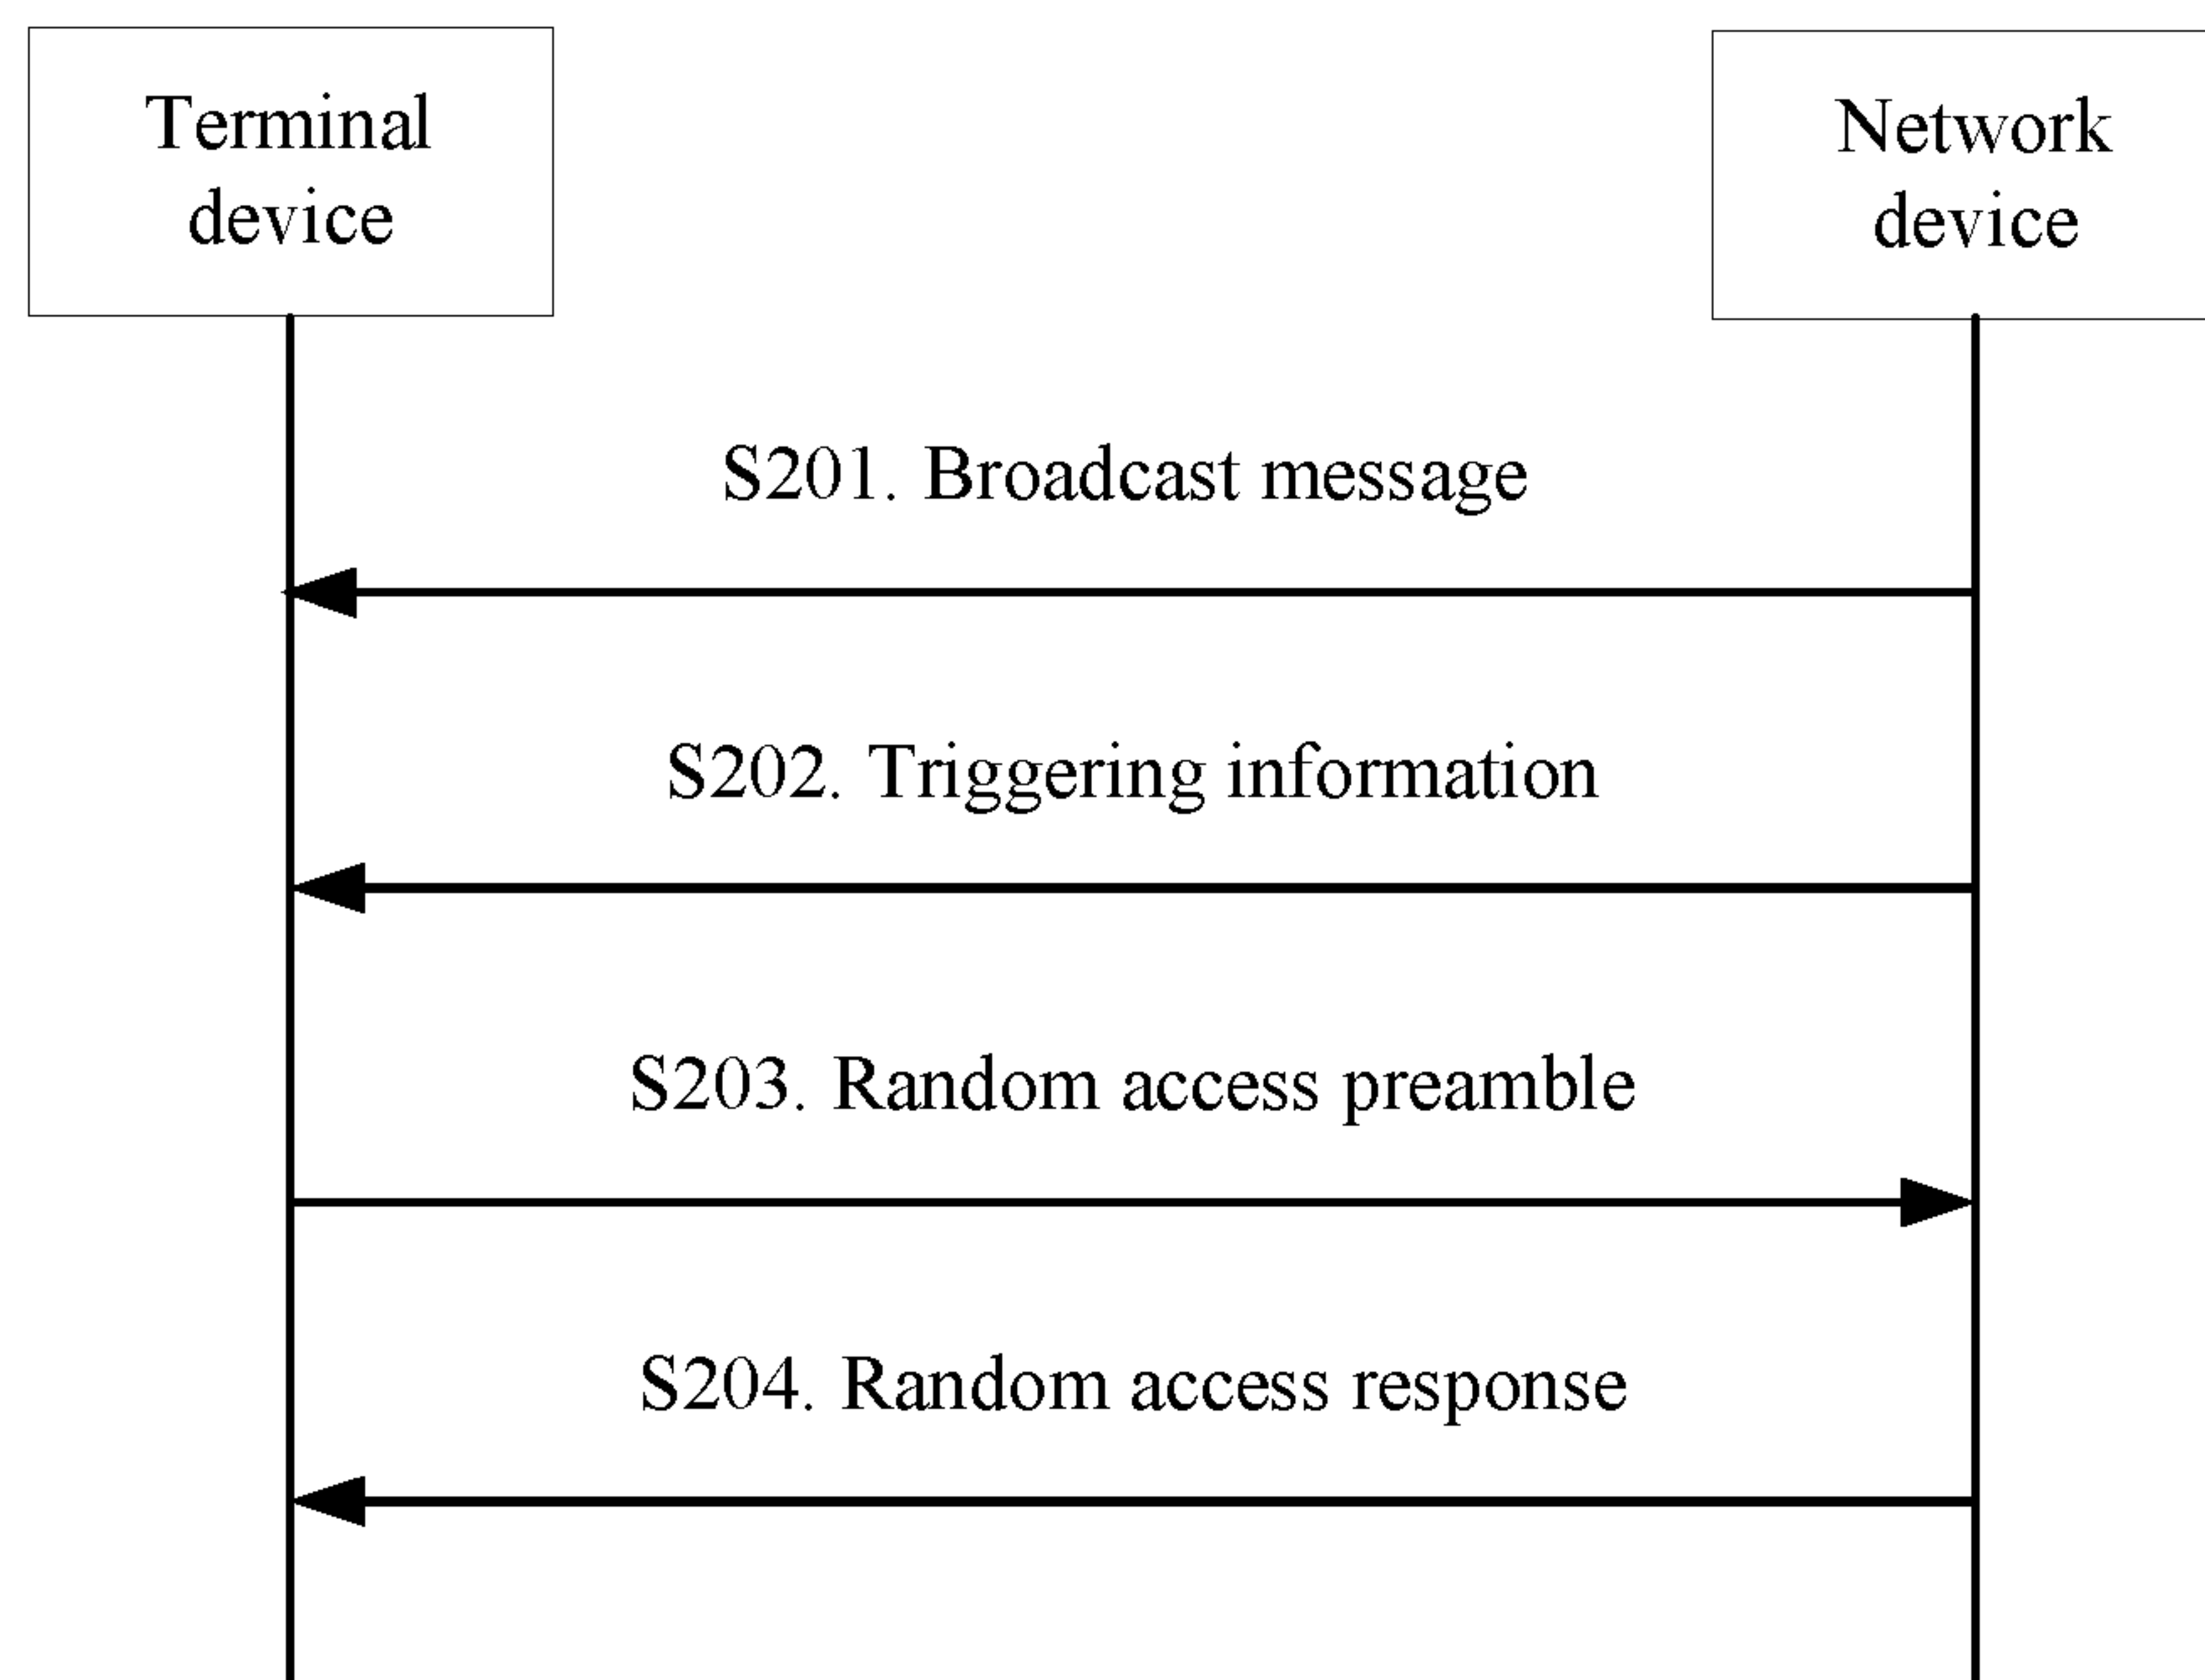 Terminal
device
Network
device
S201. Broadcast message
S202. Triggering information
S203. Random access preamble
S204. Random access response